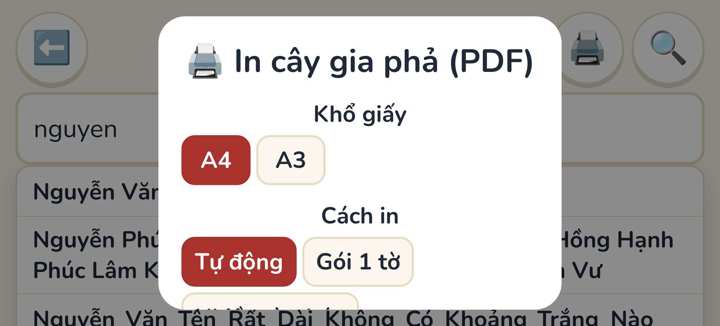 In cây gia phả (PDF)
Khổ giấy
A4 A3
Cách in
Tự động Gói 1 tờ
nguyen
Nguyễn Văn
Nguyễn Phú Hồng Hạnh
Phúc Lâm K Vư
Nguyễn Văn Tên Rất Dài Không Có Khoảng Trắng Nào